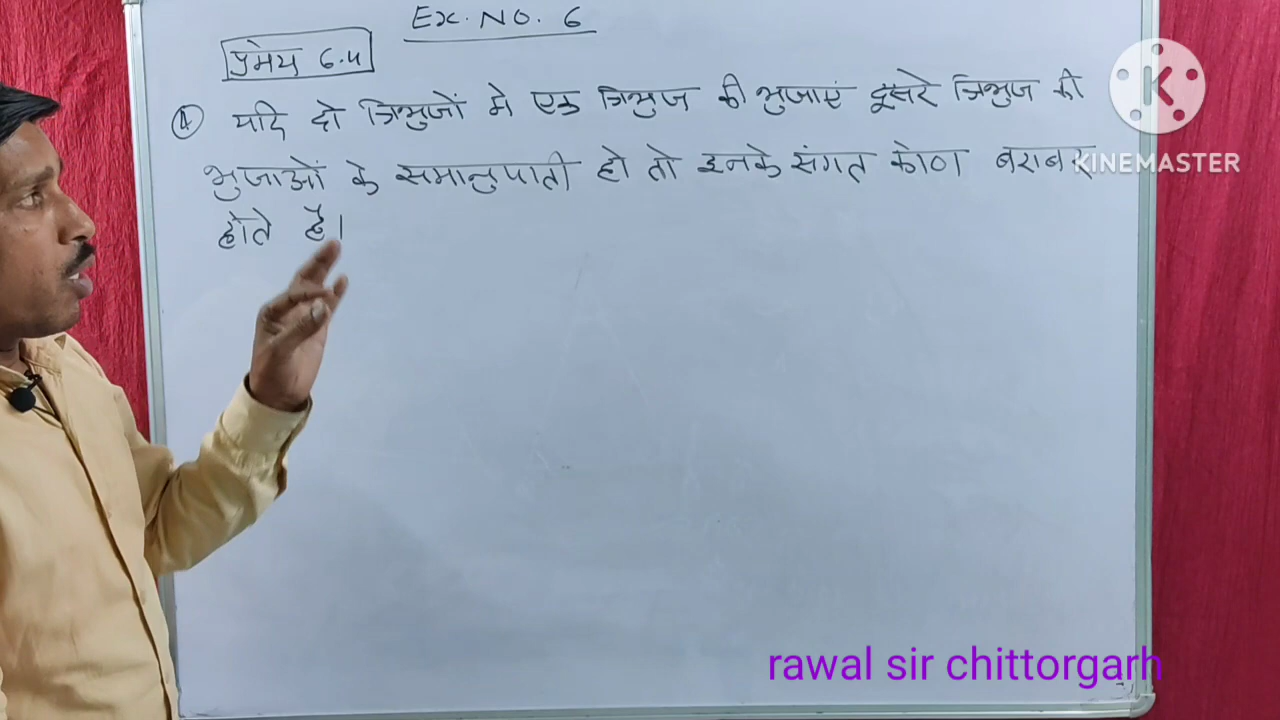 Ex. No. 6
प्रमेय 6.4
④ यदि दो त्रिभुजों मे एक त्रिभुज की भुजाएं दूसरे त्रिभुज की
भुजाओं के समानुपाती हो तो इनके संगत कोण बराबर
होते है।
KINEMASTER
rawal sir chittorgarh